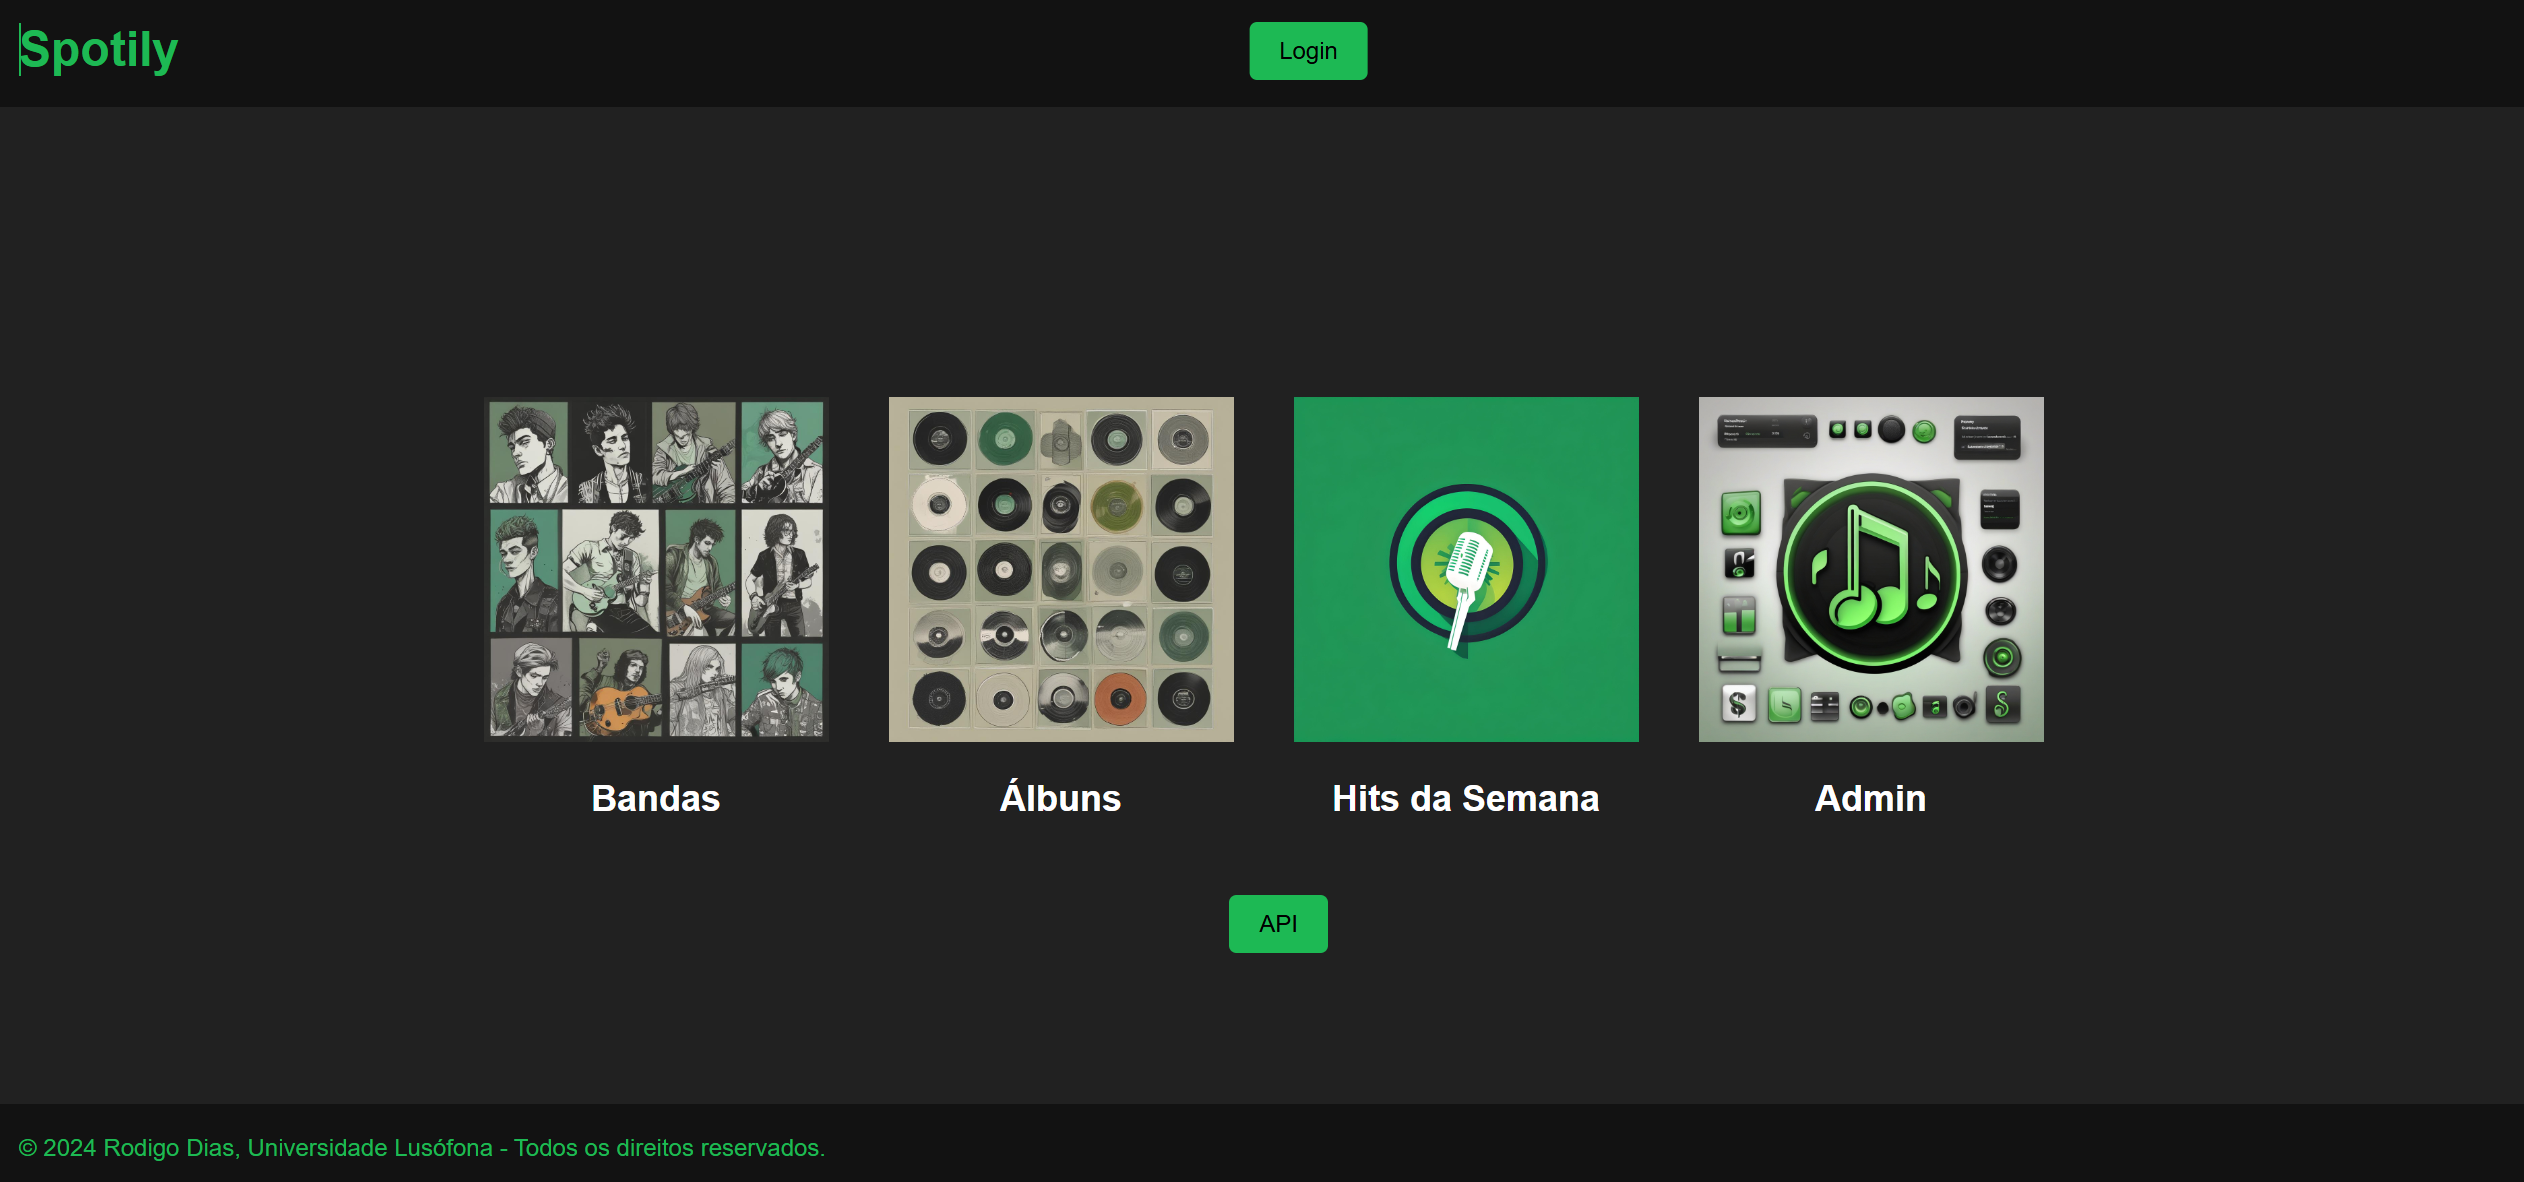 Spotily
Login
Bandas
Álbuns
Hits da Semana
Admin
API
© 2024 Rodigo Dias, Universidade Lusófona - Todos os direitos reservados.